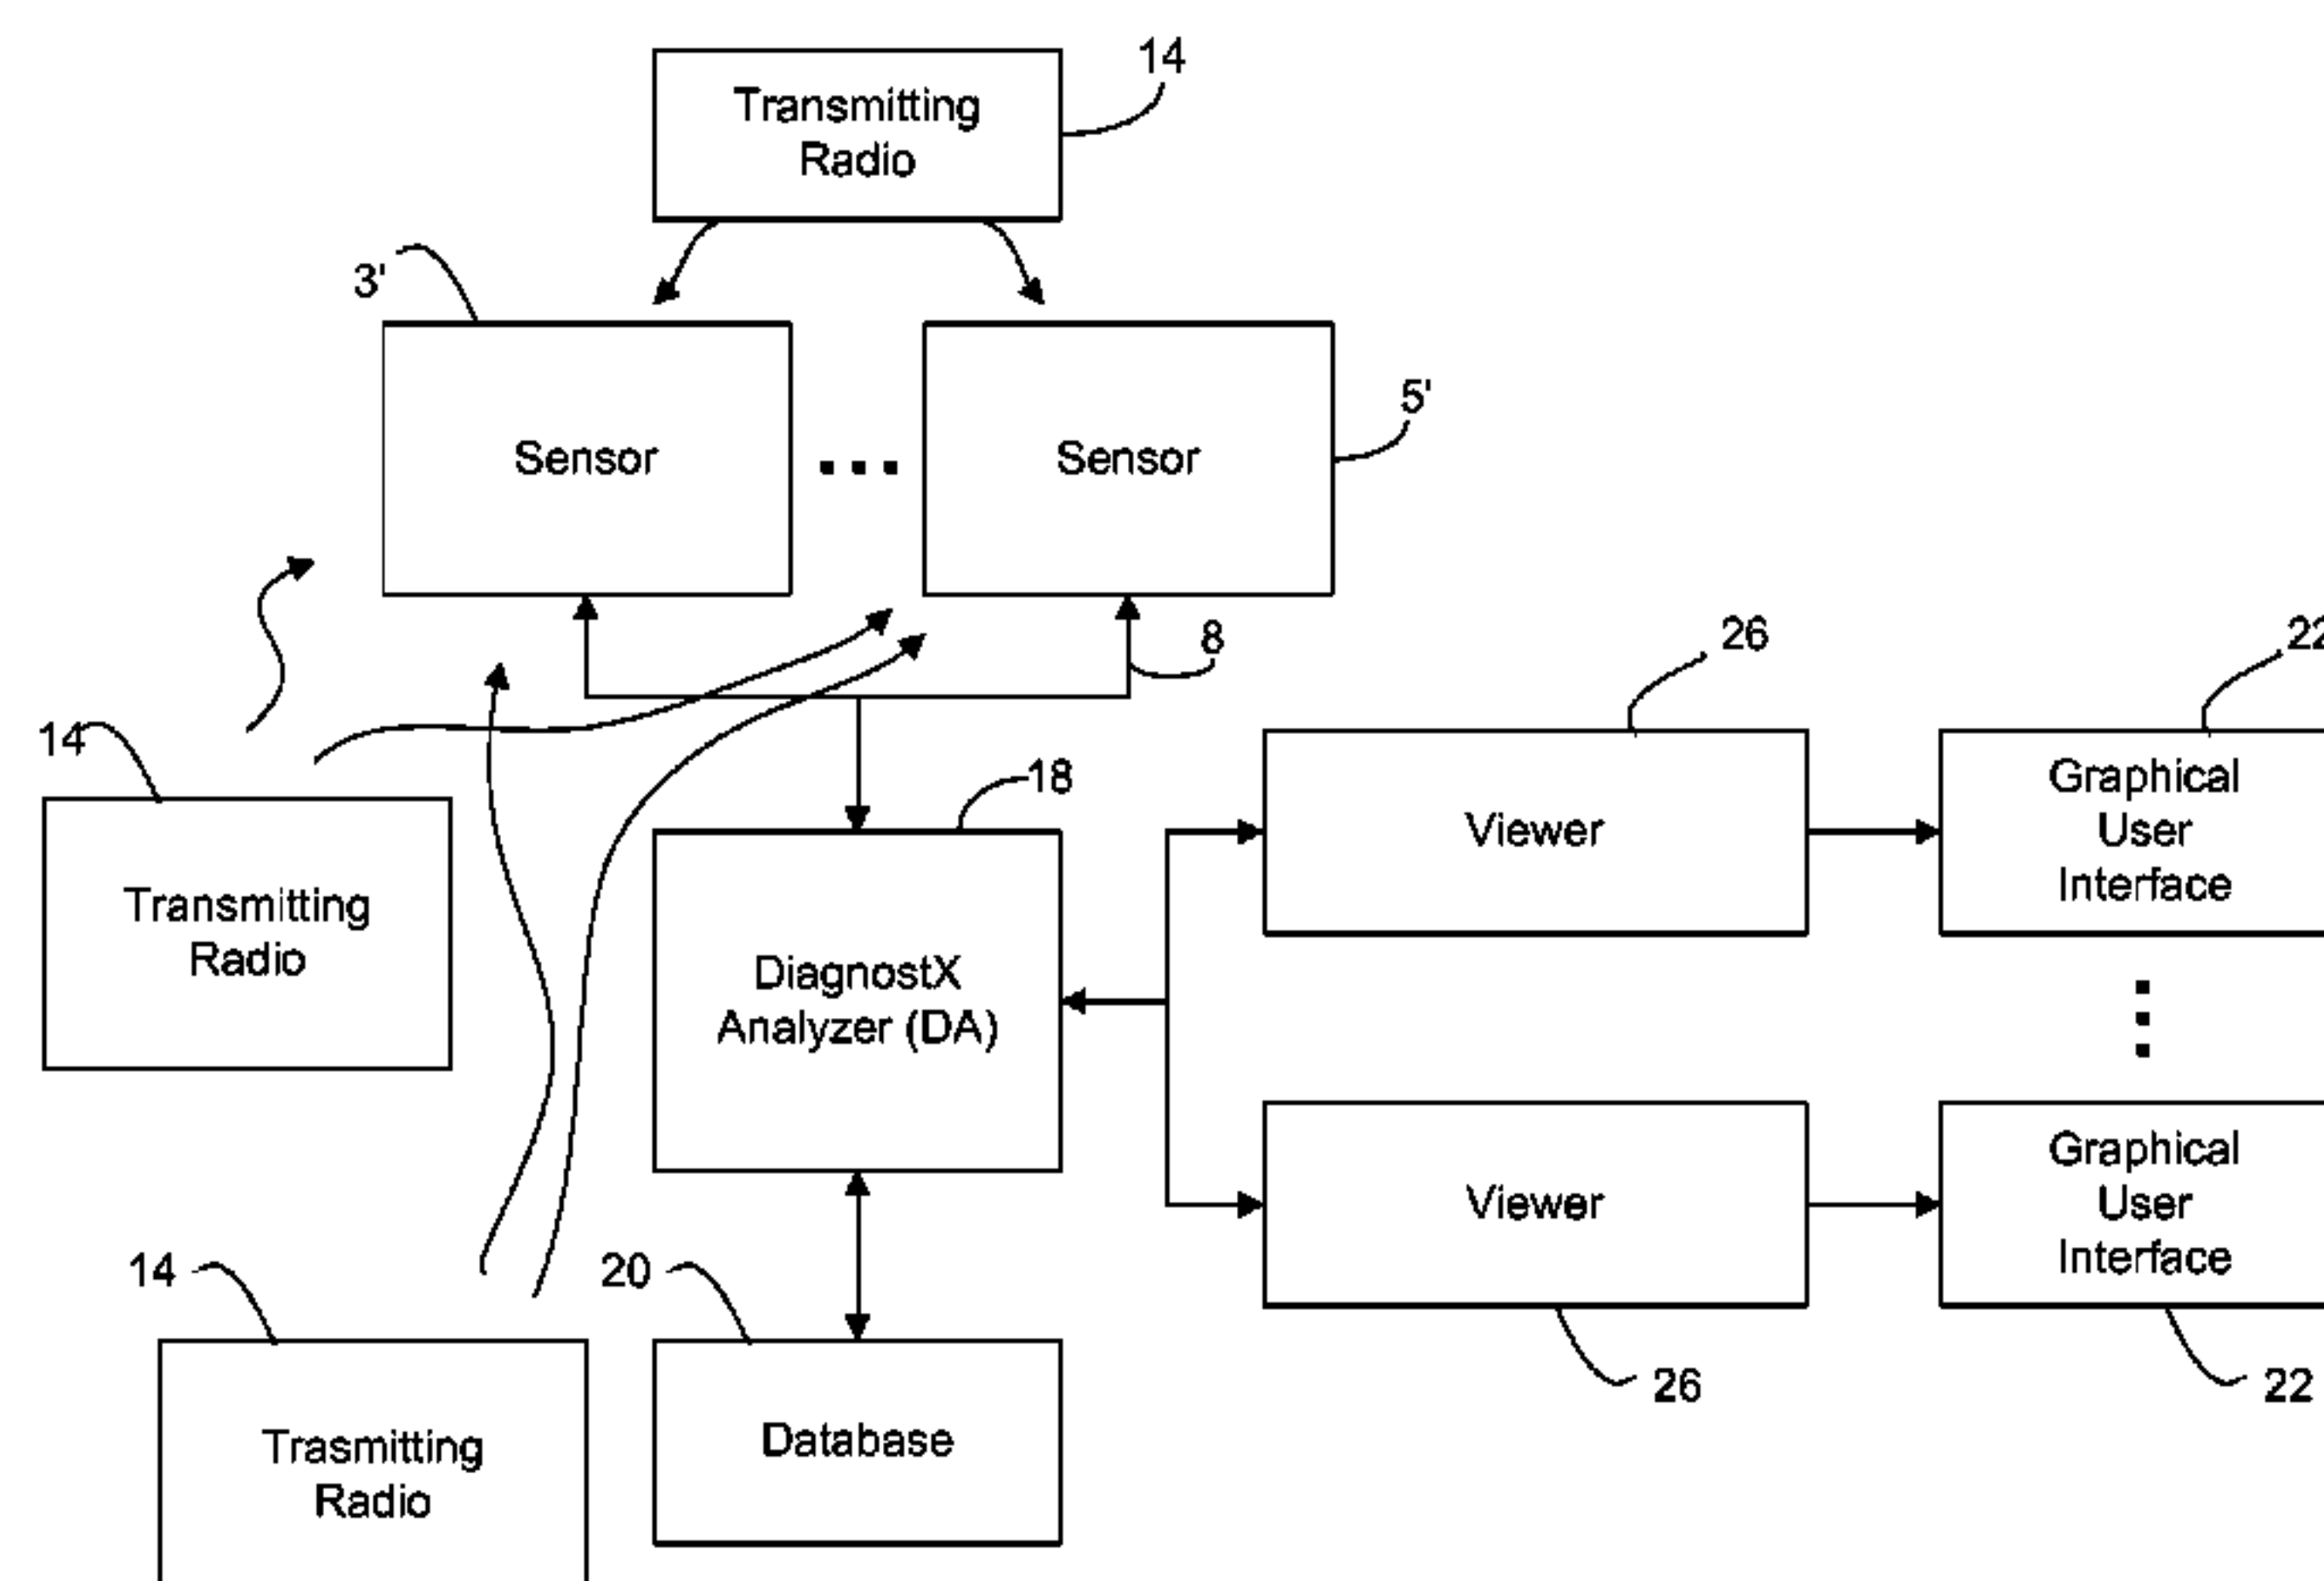 14
Transmitting
Radio
3'
5'
Sensor
Sensor
8
26
22
14
18
Graphical
User
Interface
Viewer
Transmitting
Radio
DiagnostX
Analyzer (DA)
Graphical
User
Interface
Viewer
14
20
26
22
Trasmitting
Radio
Database